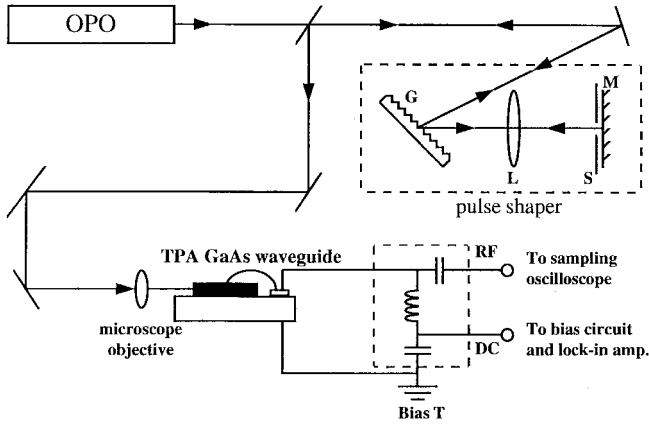 OPO
G
M
L
S
pulse shaper
TPA GaAs waveguide
RF
To sampling
oscilloscope
microscope
objective
DC
To bias circuit
and lock-in amp.
Bias T